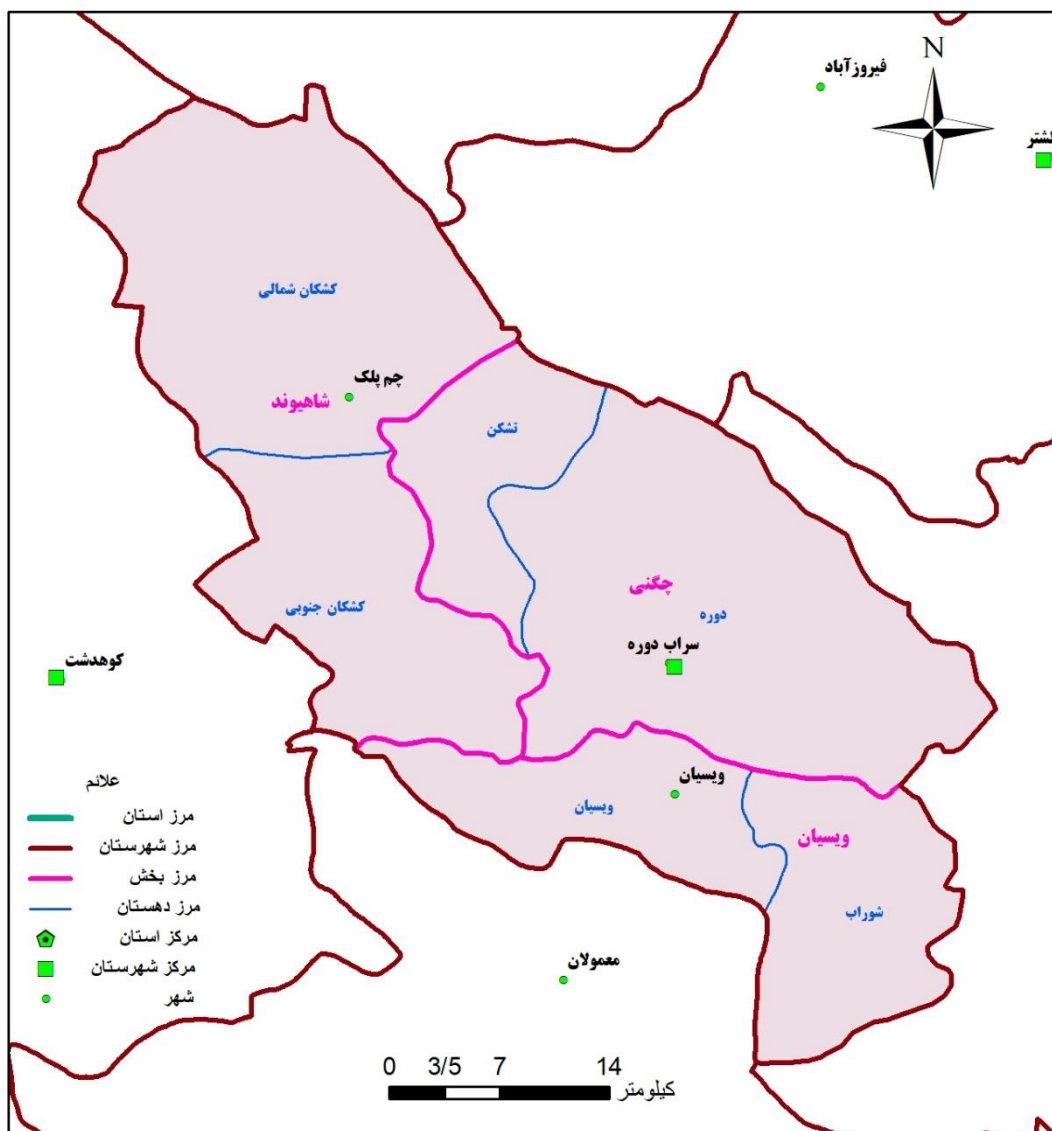 فیروزآباد
N
کشکان شمالی
چم پلک
شاهیوند
تشکن
چگنی
کشکان جنوبی
دوره
سراب دوره
کوهدشت
ویسیان
ویسیان
ویسیان
شوراب
معمولان
علائم
مرز استان
مرز شهرستان
مرز بخش
مرز دهستان
مرکز استان
مرکز شهرستان
شهر
0 3/5 7 14
کیلومتر